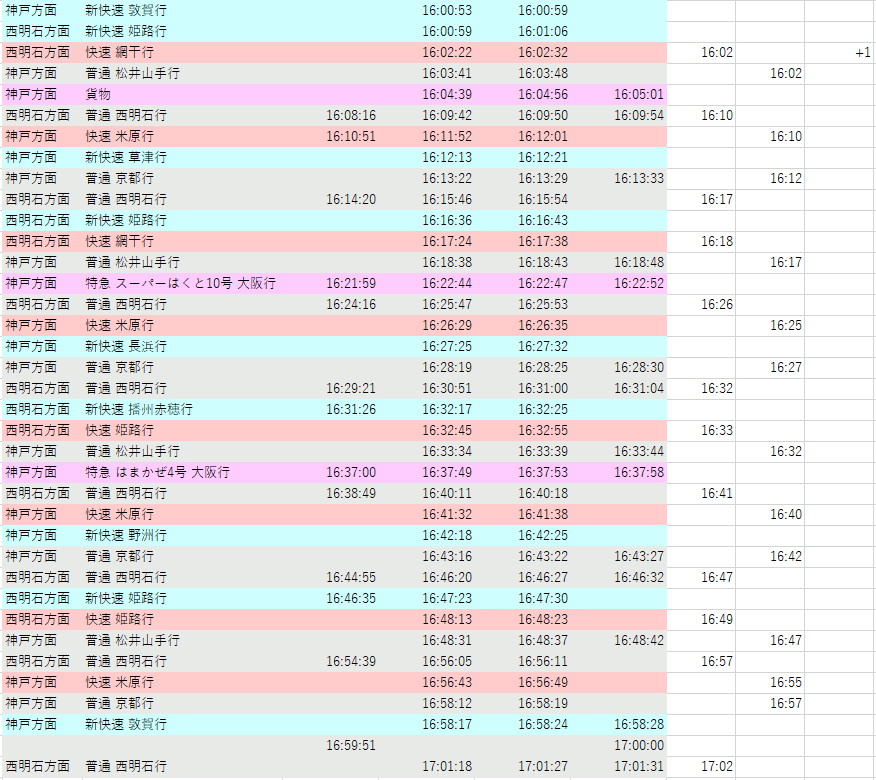 神戸方面 新快速 敦賀行 16:00:53 16:00:59
西明石方面 新快速 姫路行 16:00:59 16:01:06
西明石方面 快速 網干行 16:02:22 16:02:32 16:02 +1
神戸方面 普通 松井山手行 16:03:41 16:03:48 16:02
神戸方面 貨物 16:04:39 16:04:56 16:05:01
西明石方面 普通 西明石行 16:08:16 16:09:42 16:09:50 16:09:54 16:10
神戸方面 快速 米原行 16:10:51 16:11:52 16:12:01 16:10
神戸方面 新快速 草津行 16:12:13 16:12:21
神戸方面 普通 京都行 16:13:22 16:13:29 16:13:33 16:12
西明石方面 普通 西明石行 16:14:20 16:15:46 16:15:54 16:17
西明石方面 新快速 姫路行 16:16:36 16:16:43
西明石方面 快速 網干行 16:17:24 16:17:38 16:18
神戸方面 普通 松井山手行 16:18:38 16:18:43 16:18:48 16:17
神戸方面 特急 スーパーはくと10号 大阪行 16:21:59 16:22:44 16:22:47 16:22:52
西明石方面 普通 西明石行 16:24:16 16:25:47 16:25:53 16:26
神戸方面 快速 米原行 16:26:29 16:26:35 16:25
神戸方面 新快速 長浜行 16:27:25 16:27:32
神戸方面 普通 京都行 16:28:19 16:28:25 16:28:30 16:27
西明石方面 普通 西明石行 16:29:21 16:30:51 16:31:00 16:31:04 16:32
西明石方面 新快速 播州赤穂行 16:31:26 16:32:17 16:32:25
西明石方面 快速 姫路行 16:32:45 16:32:55 16:33
神戸方面 普通 松井山手行 16:33:34 16:33:39 16:33:44 16:32
神戸方面 特急 はまかぜ4号 大阪行 16:37:00 16:37:49 16:37:53 16:37:58
西明石方面 普通 西明石行 16:38:49 16:40:11 16:40:18 16:41
神戸方面 快速 米原行 16:41:32 16:41:38 16:40
神戸方面 新快速 野洲行 16:42:18 16:42:25
神戸方面 普通 京都行 16:43:16 16:43:22 16:43:27 16:42
西明石方面 普通 西明石行 16:44:55 16:46:20 16:46:27 16:46:32 16:47
西明石方面 新快速 姫路行 16:46:35 16:47:23 16:47:30
西明石方面 快速 姫路行 16:48:13 16:48:23 16:49
神戸方面 普通 松井山手行 16:48:31 16:48:37 16:48:42 16:47
西明石方面 普通 西明石行 16:54:39 16:56:05 16:56:11 16:57
神戸方面 快速 米原行 16:56:43 16:56:49 16:55
神戸方面 普通 京都行 16:58:12 16:58:19 16:57
神戸方面 新快速 敦賀行 16:58:17 16:58:24 16:58:28
16:59:51 17:00:00
西明石方面 普通 西明石行 17:01:18 17:01:27 17:01:31 17:02